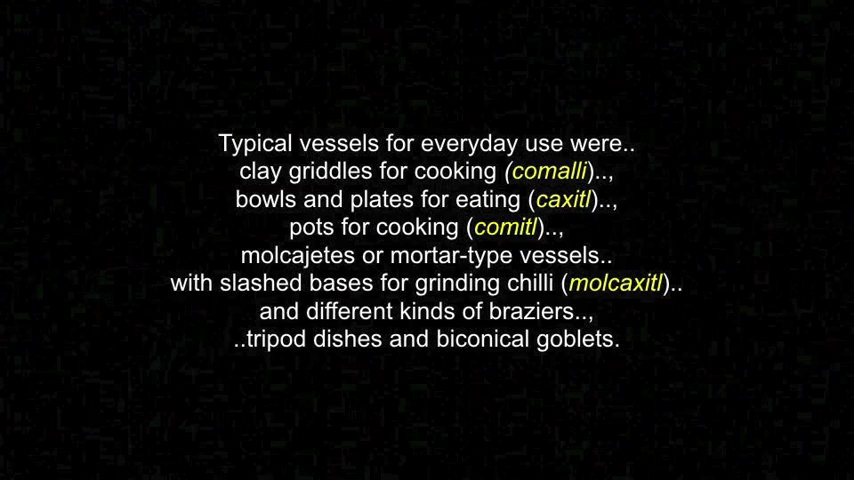 Typical vessels for everyday use were..
clay griddles for cooking (comalli)..,
bowls and plates for eating (caxitl)..,
pots for cooking (comitl)..,
molcajetes or mortar-type vessels..
with slashed bases for grinding chilli (molcaxitl)..
and different kinds of braziers..,
..tripod dishes and biconical goblets.